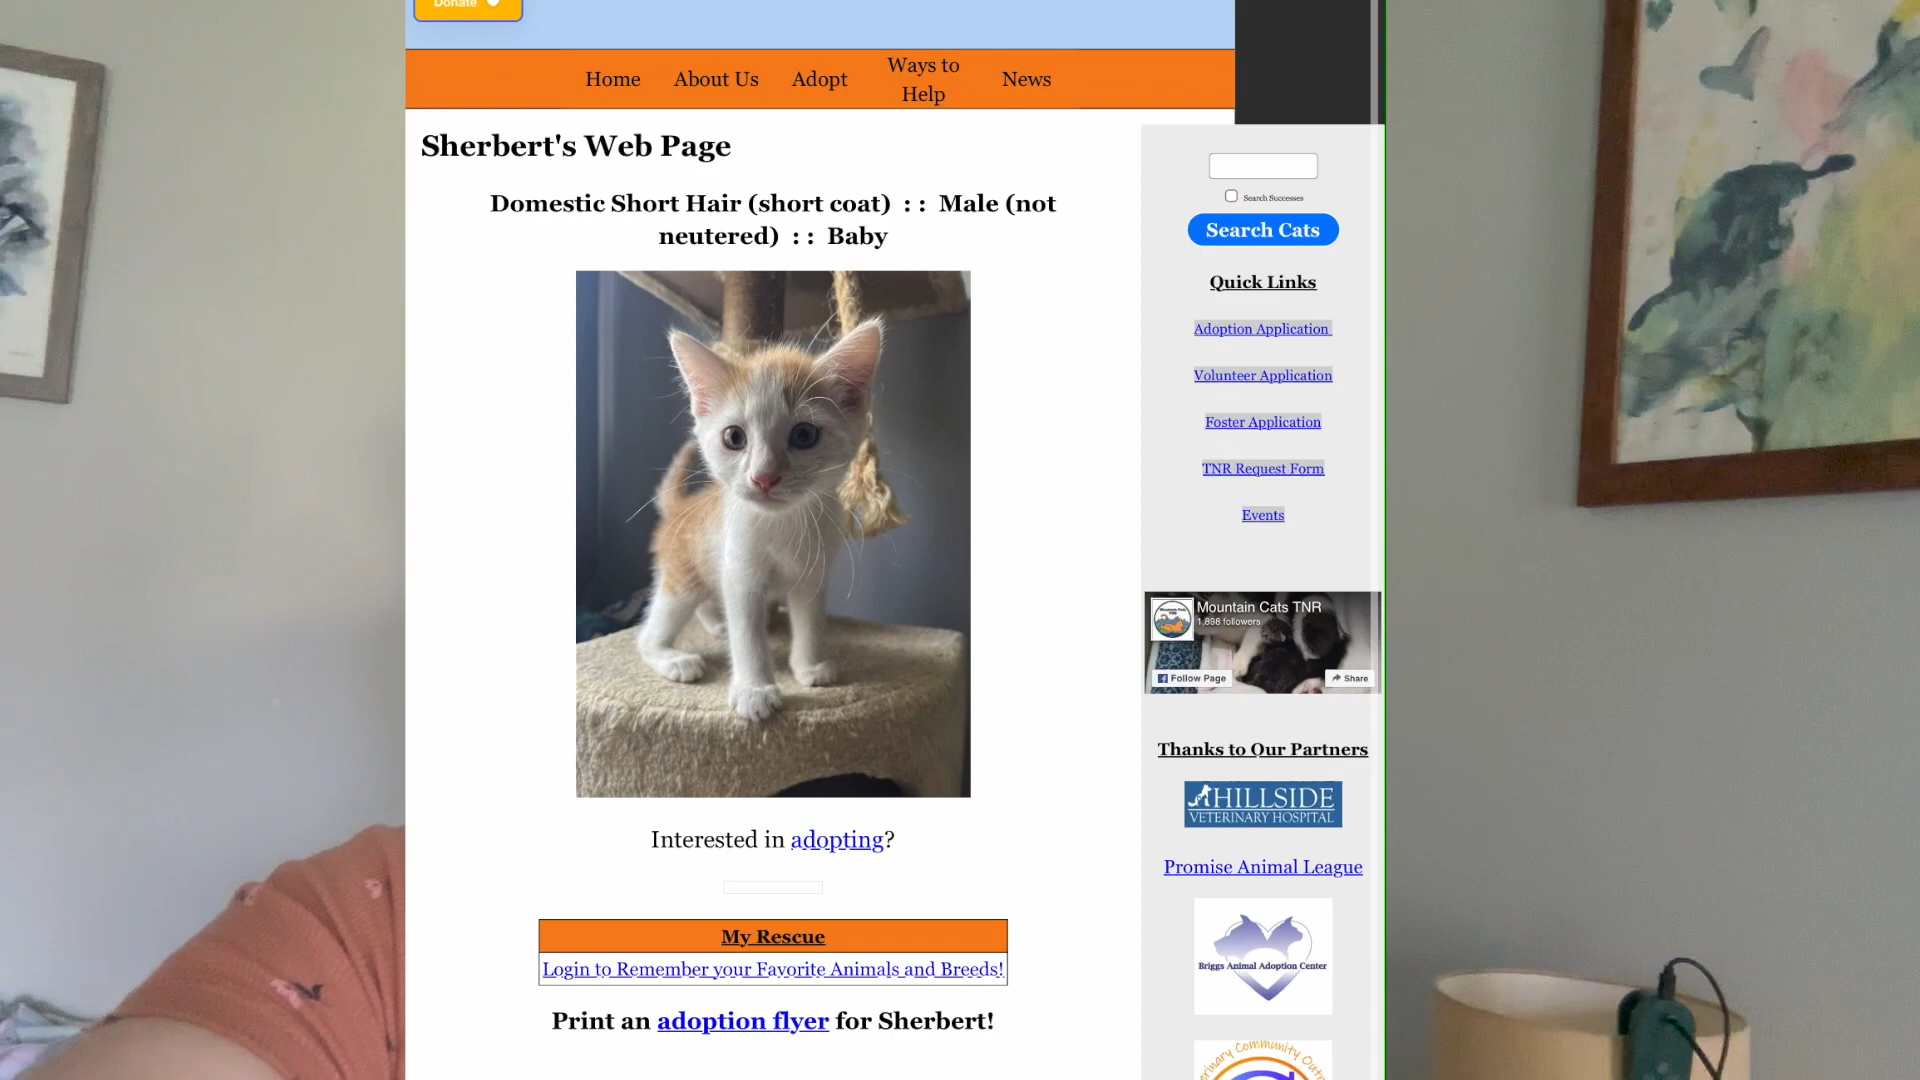 Donate
Home
About Us
Adopt
Ways to
Help
News
Sherbert's Web Page
Domestic Short Hair (short coat) : : Male (not
neutered) : : Baby
Interested in adopting?
My Rescue
Login to Remember your Favorite Animals and Breeds!
Print an adoption flyer for Sherbert!
Search Successes
Search Cats
Quick Links
Adoption Application
Volunteer Application
Foster Application
TNR Request Form
Events
Mountain Cats TNR
1,898 followers
Follow Page
Share
Thanks to Our Partners
HILLSIDE
VETERINARY HOSPITAL
Promise Animal League
Briggs Animal Adoption Center
Community